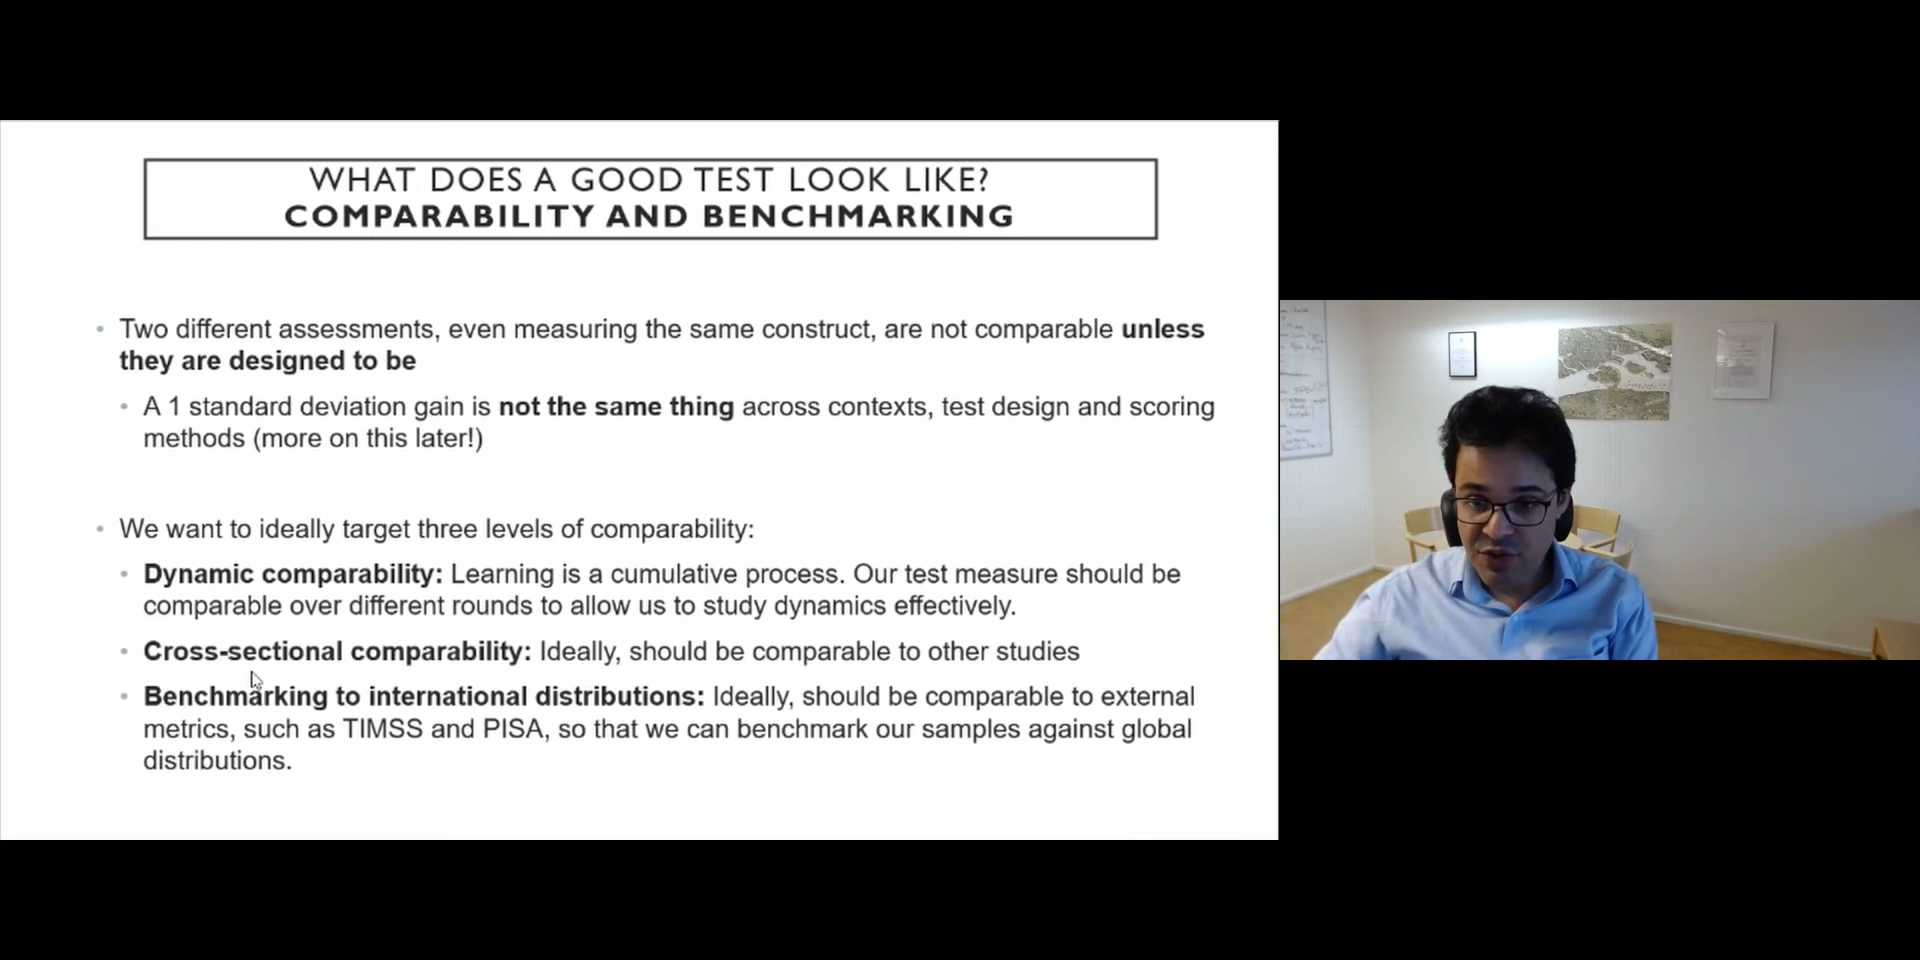 WHAT DOES A GOOD TEST LOOK LIKE?
COMPARABILITY AND BENCHMARKING
• Two different assessments, even measuring the same construct, are not comparable unless
they are designed to be
• A 1 standard deviation gain is not the same thing across contexts, test design and scoring
methods (more on this later!)
• We want to ideally target three levels of comparability:
• Dynamic comparability: Learning is a cumulative process. Our test measure should be
comparable over different rounds to allow us to study dynamics effectively.
• Cross-sectional comparability: Ideally, should be comparable to other studies
• Benchmarking to international distributions: Ideally, should be comparable to external
metrics, such as TIMSS and PISA, so that we can benchmark our samples against global
distributions.